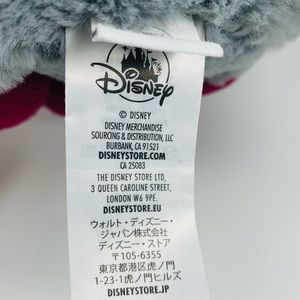 Disney
© DISNEY
DISNEY MERCHANDISE
SOURCING & DISTRIBUTION, LLC
BURBANK, CA 91521
DISNEYSTORE.COM
CA 25083
THE DISNEY STORE LTD,
3 QUEEN CAROLINE STREET,
LONDON W6 9PE.
DISNEYSTORE.EU
ウォルト・ディズニー・
ジャパン株式会社
ディズニー・ストア
〒105-6355
東京都港区虎ノ門
1-23-1虎ノ門ヒルズ
DISNEYSTORE.JP